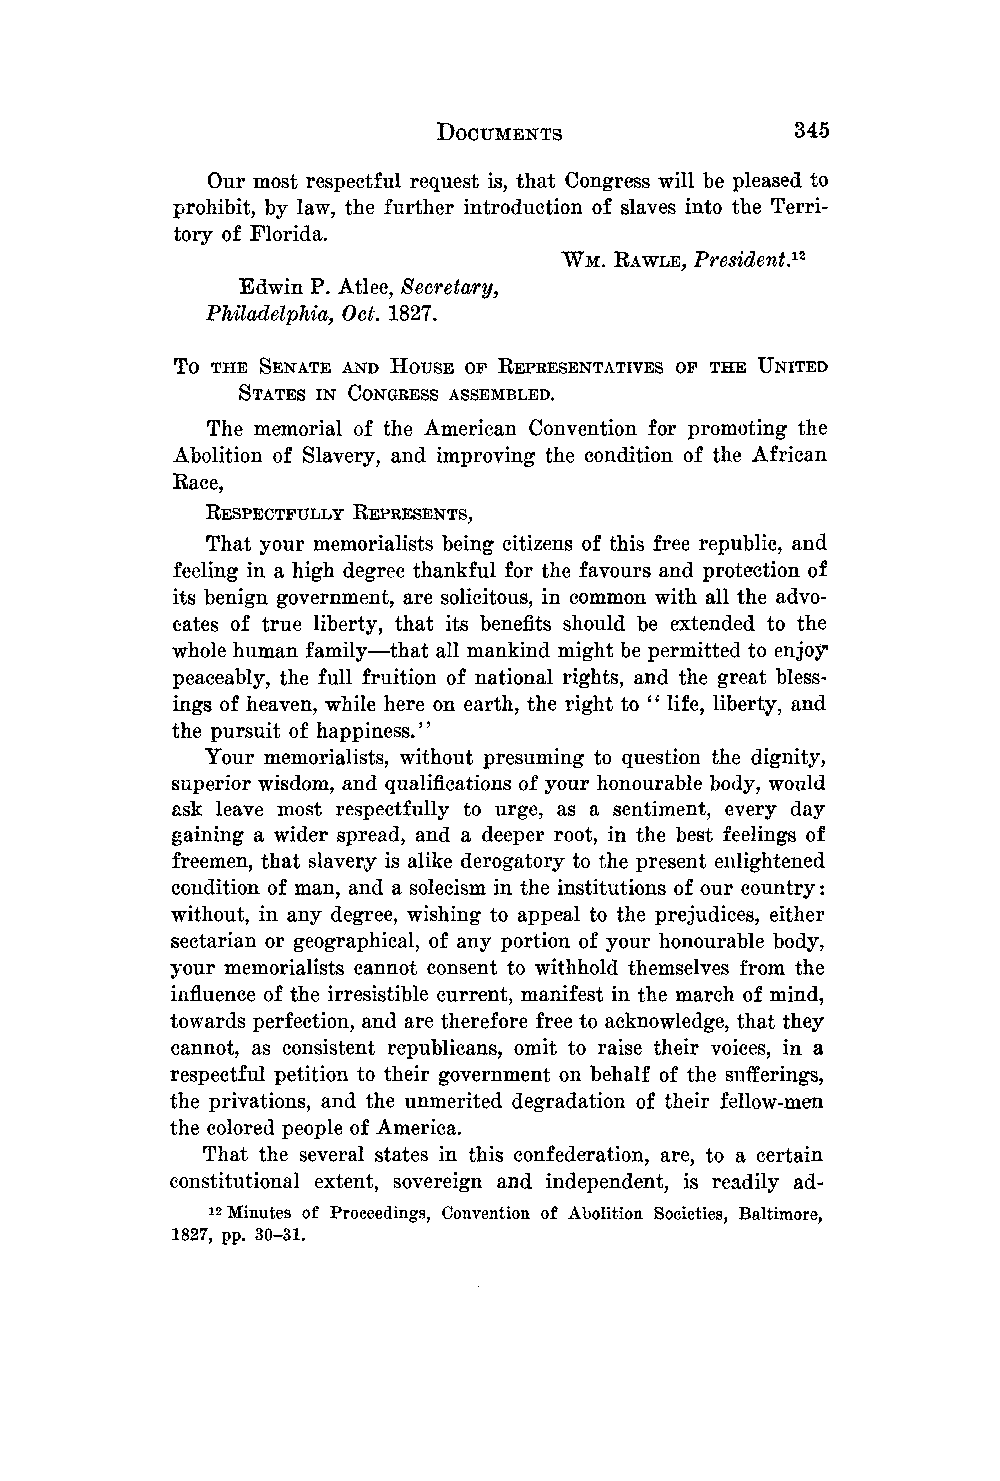 DOCUMENTS 345
Our most respectful request is, that Congress will be pleased to
prohibit, by law, the further introduction of slaves into the Terri-
tory of Florida.
WM. RAWLE, President.¹²
Edwin P. Atlee, Secretary,
Philadelphia, Oct. 1827.
TO THE SENATE AND HOUSE OF REPRESENTATIVES OF THE UNITED
STATES IN CONGRESS ASSEMBLED.
The memorial of the American Convention for promoting the
Abolition of Slavery, and improving the condition of the African
Race,
RESPECTFULLY REPRESENTS,
That your memorialists being citizens of this free republic, and
feeling in a high degree thankful for the favours and protection of
its benign government, are solicitous, in common with all the advo-
cates of true liberty, that its benefits should be extended to the
whole human family—that all mankind might be permitted to enjoy
peaceably, the full fruition of national rights, and the great bless-
ings of heaven, while here on earth, the right to “ life, liberty, and
the pursuit of happiness.’’
Your memorialists, without presuming to question the dignity,
superior wisdom, and qualifications of your honourable body, would
ask leave most respectfully to urge, as a sentiment, every day
gaining a wider spread, and a deeper root, in the best feelings of
freemen, that slavery is alike derogatory to the present enlightened
condition of man, and a solecism in the institutions of our country:
without, in any degree, wishing to appeal to the prejudices, either
sectarian or geographical, of any portion of your honourable body,
your memorialists cannot consent to withhold themselves from the
influence of the irresistible current, manifest in the march of mind,
towards perfection, and are therefore free to acknowledge, that they
cannot, as consistent republicans, omit to raise their voices, in a
respectful petition to their government on behalf of the sufferings,
the privations, and the unmerited degradation of their fellow-men
the colored people of America.
That the several states in this confederation, are, to a certain
constitutional extent, sovereign and independent, is readily ad-
¹² Minutes of Proceedings, Convention of Abolition Societies, Baltimore,
1827, pp. 30–31.